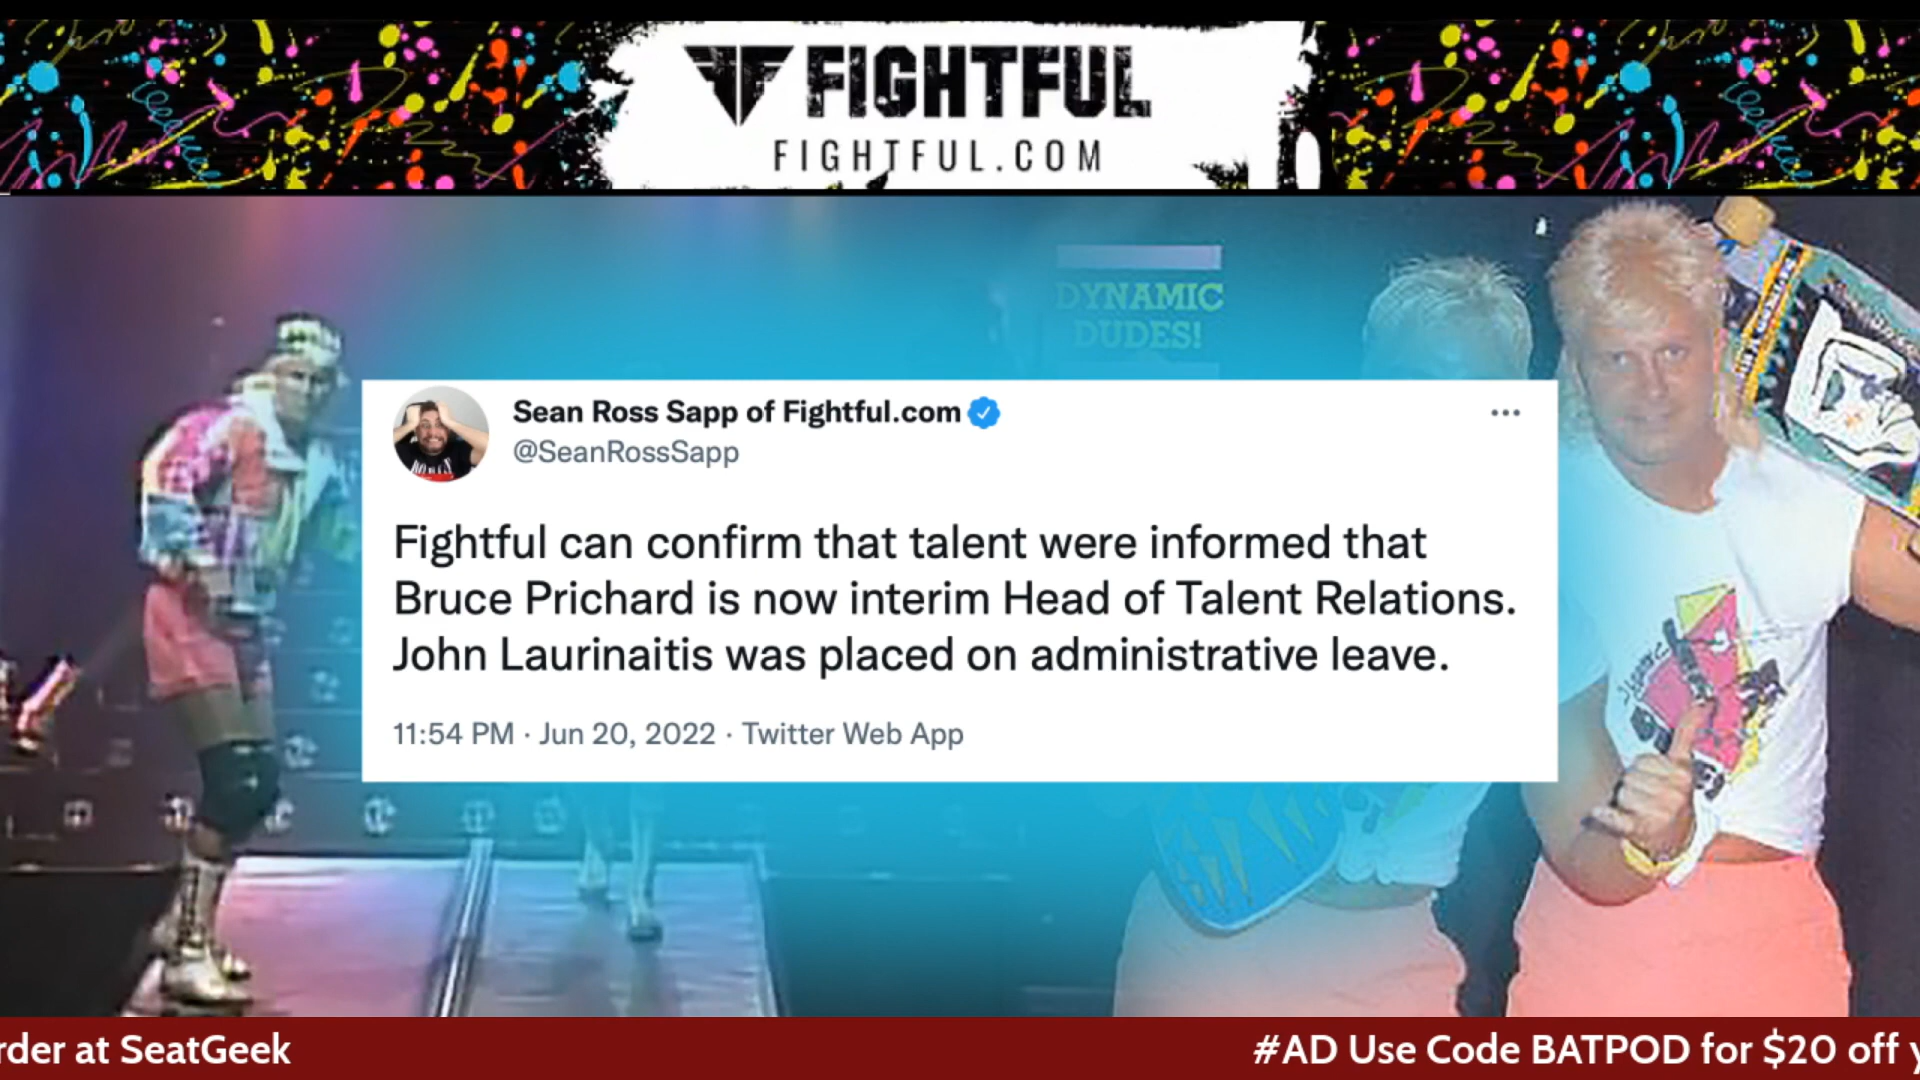 FIGHTFUL
FIGHTFUL.COM
DYNAMIC
DUDES!
Sean Ross Sapp of Fightful.com
@SeanRossSapp
Fightful can confirm that talent were informed that
Bruce Prichard is now interim Head of Talent Relations.
John Laurinaitis was placed on administrative leave.
11:54 PM · Jun 20, 2022 · Twitter Web App
rder at SeatGeek
#AD Use Code BATPOD for $20 off y